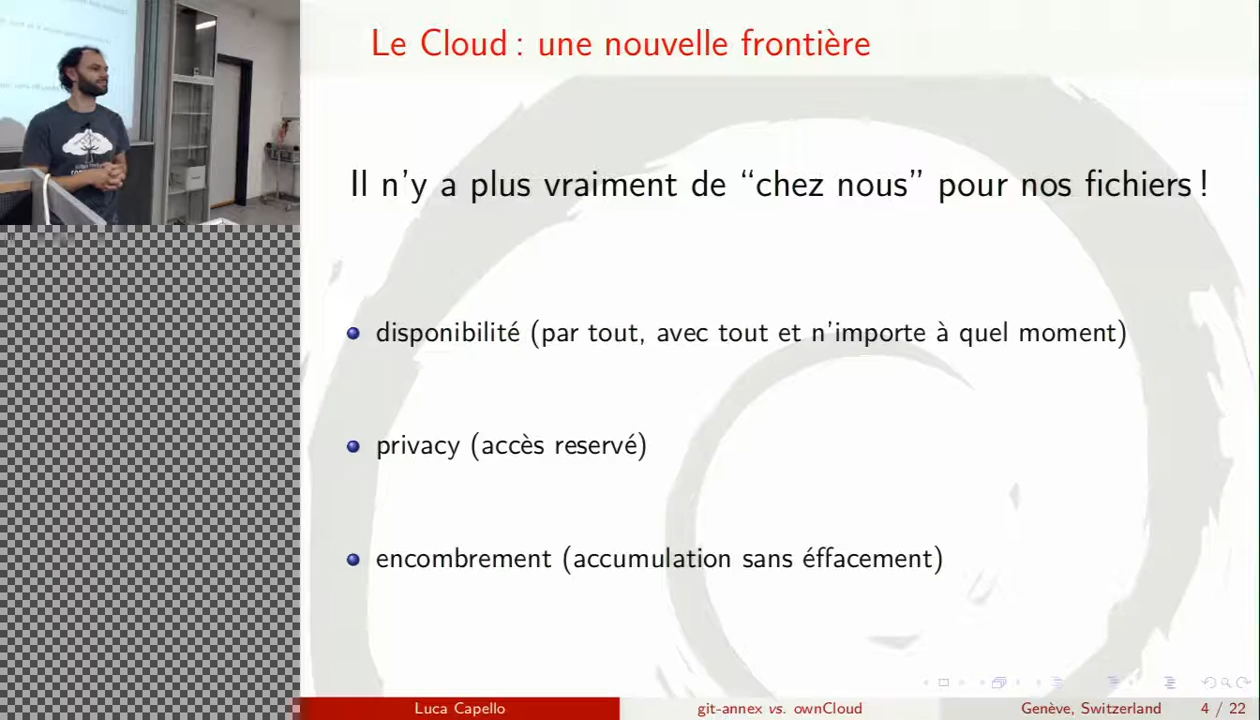 Le Cloud : une nouvelle frontière
Il n'y a plus vraiment de “chez nous” pour nos fichiers !
disponibilité (par tout, avec tout et n'importe à quel moment)
privacy (accès reservé)
encombrement (accumulation sans éffacement)
Luca Capello git-annex vs. ownCloud Genève, Switzerland 4 / 22